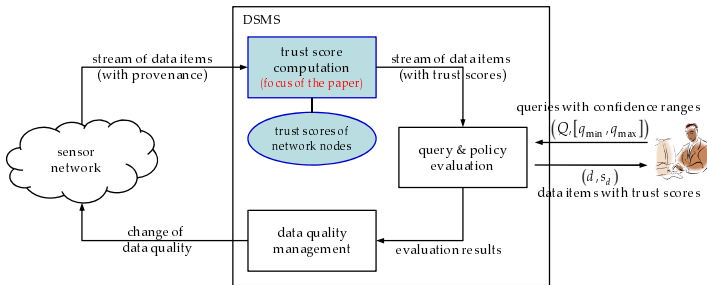 DSMS
stream of data items
(with provenance)
trust score
computation
(focus of the paper)
stream of data items
(with trust scores)
trust scores of
network nodes
sensor
network
query & policy
evaluation
queries with confidence ranges
(Q, [q_min, q_max])
(d, s_d)
data items with trust scores
change of
data quality
data quality
management
evaluation results